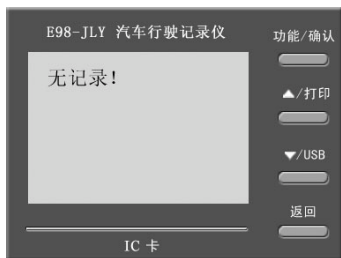 E98-JLY 汽车行驶记录仪
无记录!
功能/确认
▲/打印
▼/USB
返回
IC 卡